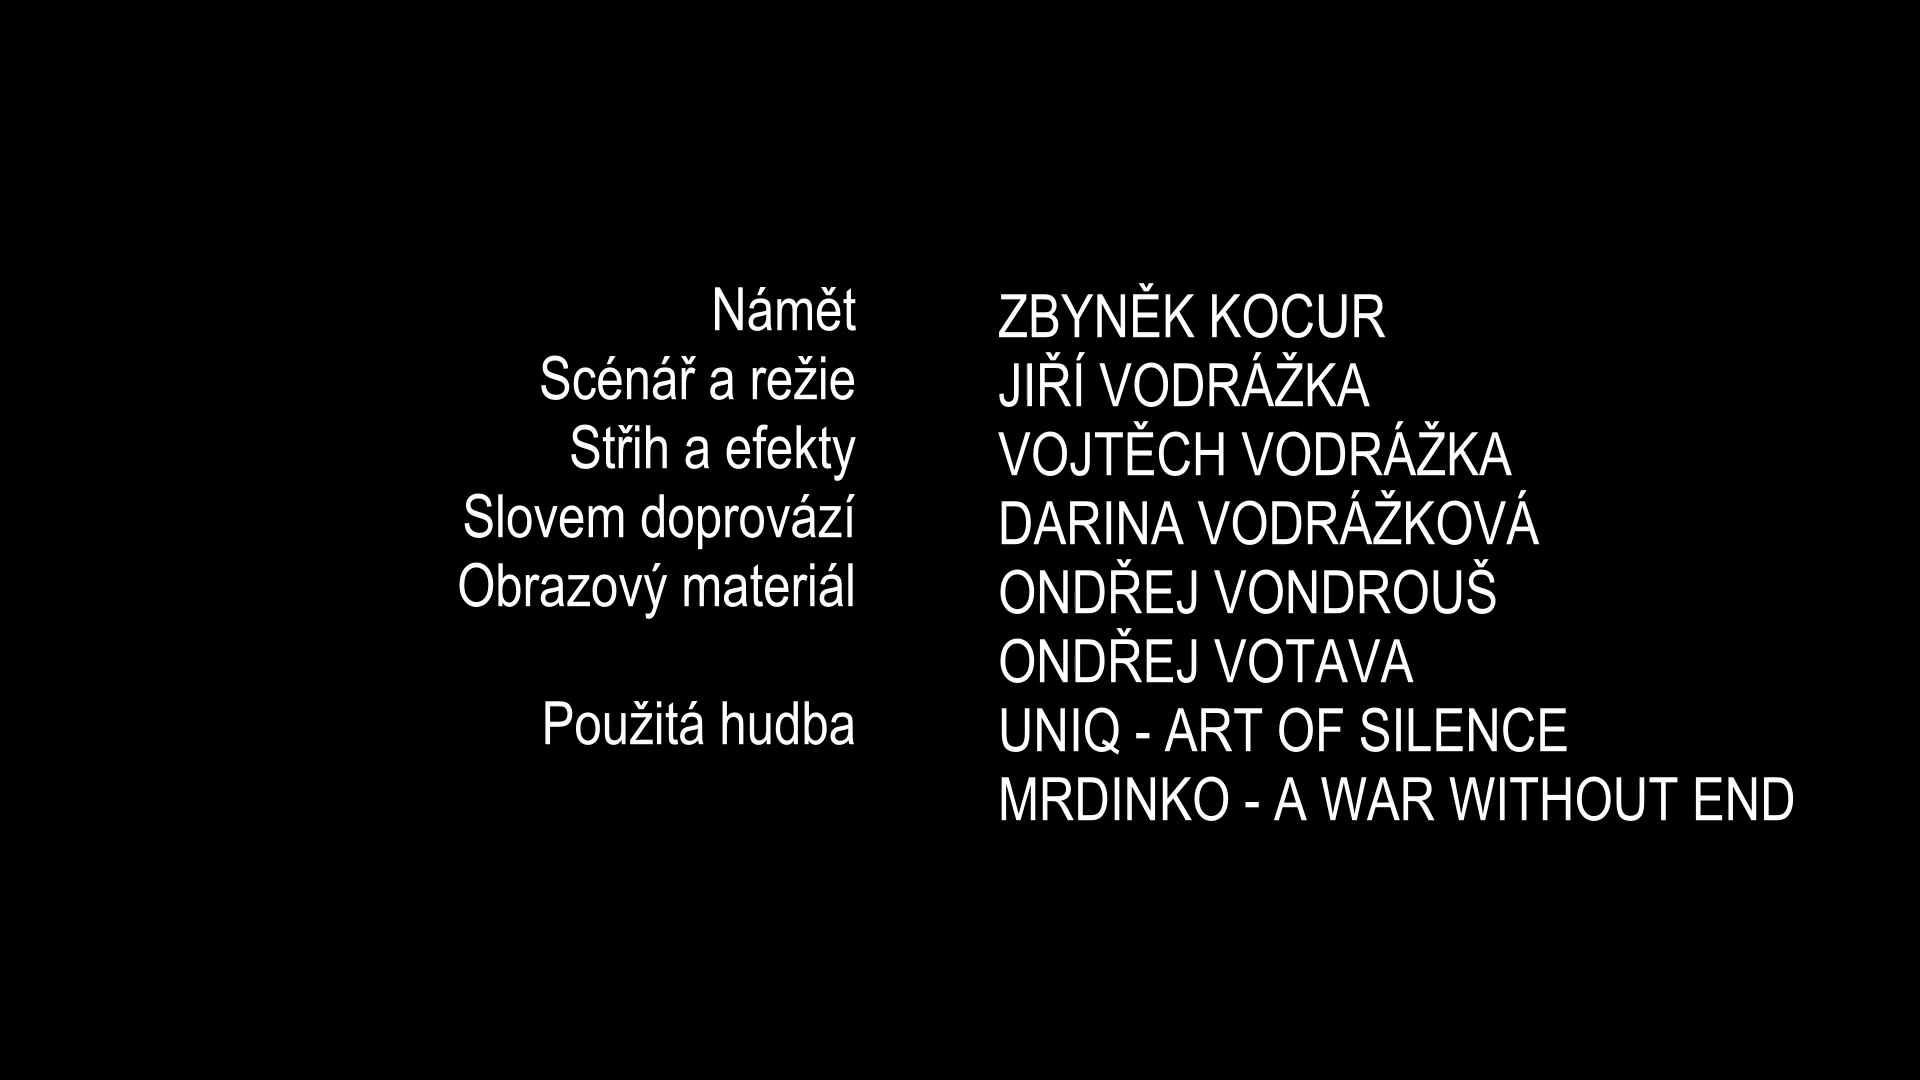 Námět ZBYNĚK KOCUR
Scénář a režie JIŘÍ VODRÁŽKA
Střih a efekty VOJTĚCH VODRÁŽKA
Slovem doprovází DARINA VODRÁŽKOVÁ
Obrazový materiál ONDŘEJ VONDROUŠ
ONDŘEJ VOTAVA
Použitá hudba UNIQ - ART OF SILENCE
MRDINKO - A WAR WITHOUT END